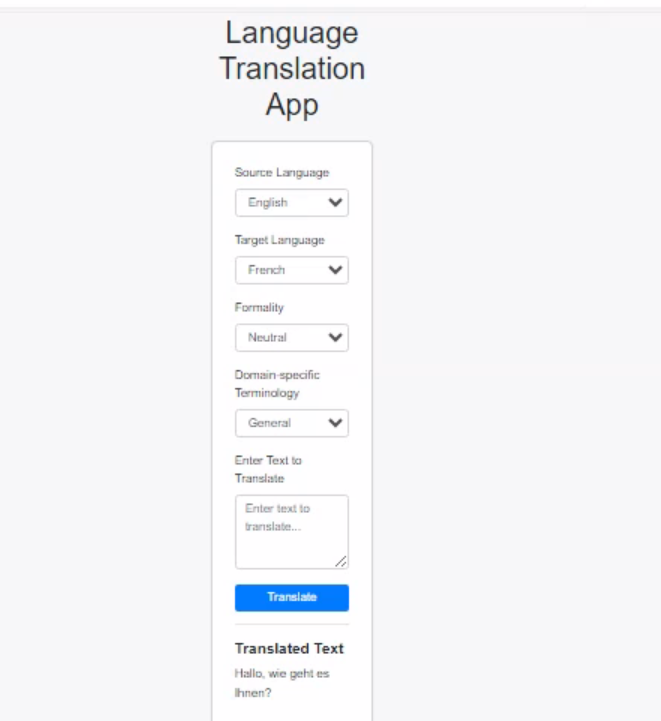 Language
Translation
App
Source Language
English
Target Language
French
Formality
Neutral
Domain-specific
Terminology
General
Enter Text to
Translate
Enter text to
translate...
Translate
Translated Text
Hallo, wie geht es
Ihnen?